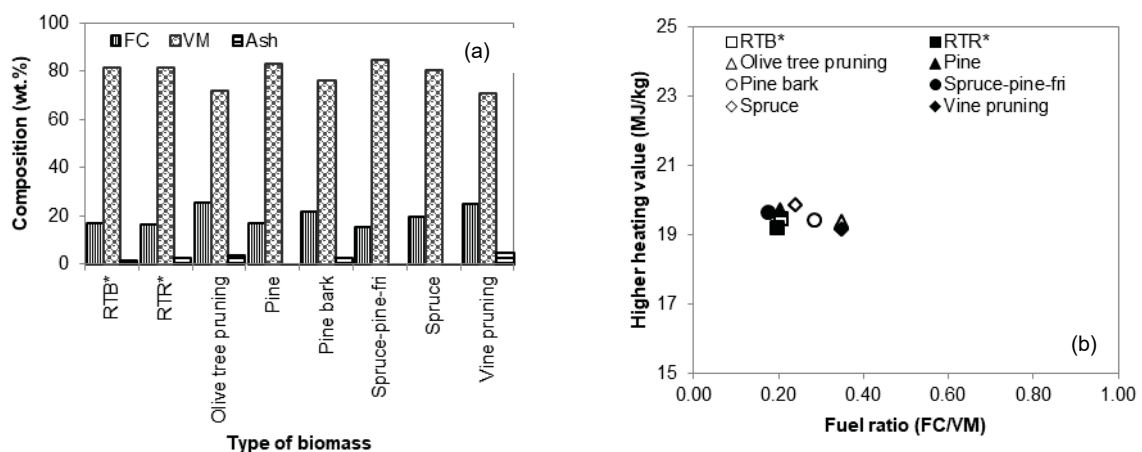 100
80
60
40
20
0
Composition (wt.%)
FC VM Ash
(a)
RTB*
RTR*
Olive tree pruning
Pine
Pine bark
Spruce-pine-fri
Spruce
Vine pruning
Type of biomass
25
23
21
19
17
15
Higher heating value (MJ/kg)
RTB* RTR*
Olive tree pruning Pine
Pine bark Spruce-pine-fri
Spruce Vine pruning
(b)
0.00 0.20 0.40 0.60 0.80 1.00
Fuel ratio (FC/VM)